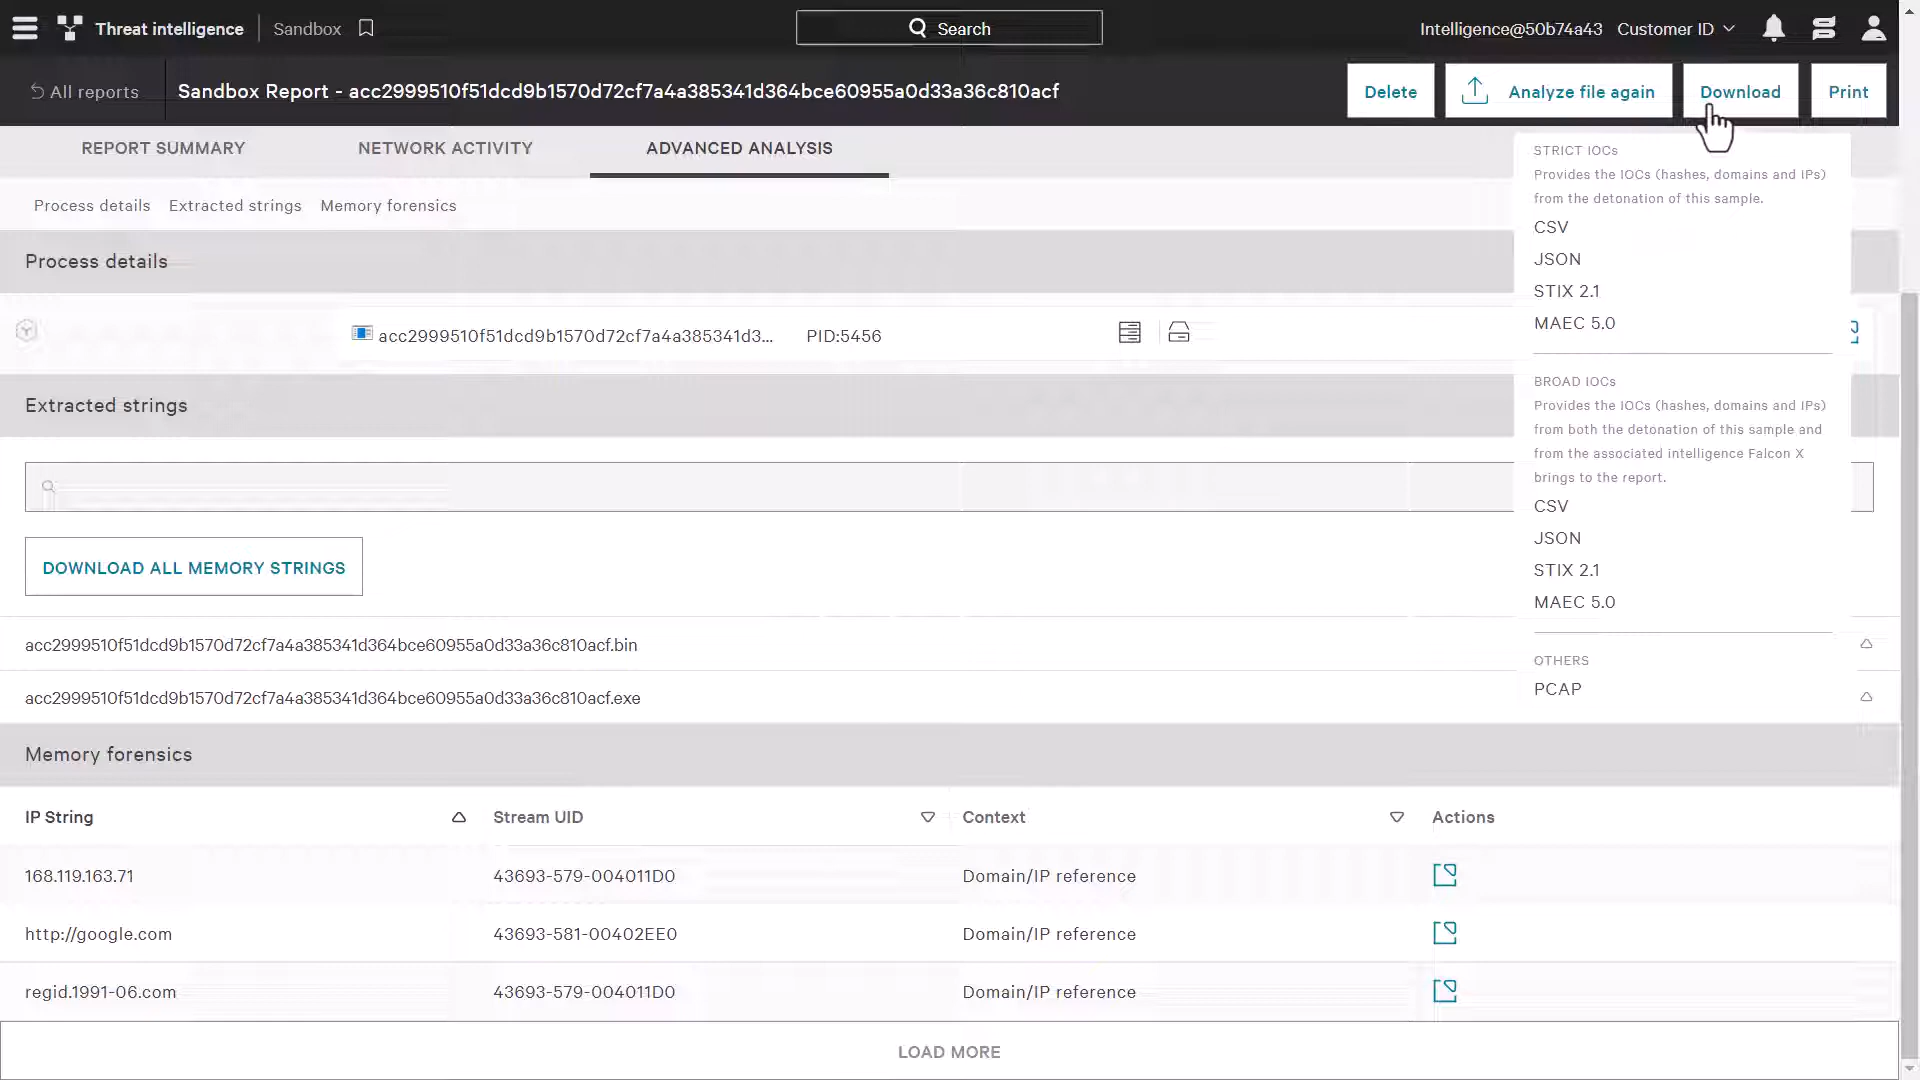 Threat intelligence
Sandbox
Search
Intelligence@50b74a43
Customer ID
All reports
Sandbox Report - acc2999510f51dcd9b1570d72cf7a4a385341d364bce60955a0d33a36c810acf
Delete
Analyze file again
Download
Print
REPORT SUMMARY
NETWORK ACTIVITY
ADVANCED ANALYSIS
STRICT IOCs
Provides the IOCs (hashes, domains and IPs)
from the detonation of this sample.
CSV
JSON
STIX 2.1
MAEC 5.0
BROAD IOCs
Provides the IOCs (hashes, domains and IPs)
from both the detonation of this sample and
from the associated intelligence Falcon X
brings to the report.
CSV
JSON
STIX 2.1
MAEC 5.0
OTHERS
PCAP
Process details
Extracted strings
Memory forensics
Process details
acc2999510f51dcd9b1570d72cf7a4a385341d3...
PID:5456
Extracted strings
DOWNLOAD ALL MEMORY STRINGS
acc2999510f51dcd9b1570d72cf7a4a385341d364bce60955a0d33a36c810acf.bin
acc2999510f51dcd9b1570d72cf7a4a385341d364bce60955a0d33a36c810acf.exe
Memory forensics
IP String
Stream UID
Context
Actions
168.119.163.71
43693-579-004011D0
Domain/IP reference
http://google.com
43693-581-00402EE0
Domain/IP reference
regid.1991-06.com
43693-579-004011D0
Domain/IP reference
LOAD MORE